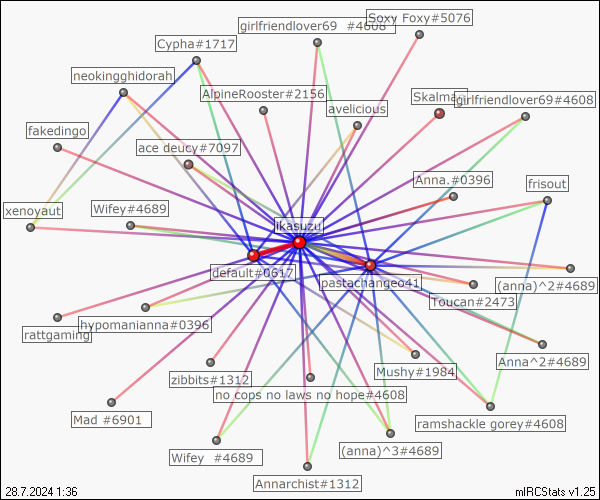 Soxy Foxy#5076
girlfriendlover69 #4608
Cypha#1717
neokingghidorah
AlpineRooster#2156
avelicious
Skalman
girlfriendlover69#4608
fakedingo
ace deucy#7097
Anna.#0396
frisout
xenoyaut
Wifey#4689
ikasuzu
default#0617
pastachangeo41
(anna)^2#4689
Toucan#2473
rattgaming
hypomanianna#0396
Anna^2#4689
zibbits#1312
Mushy#1984
no cops no laws no hope#4608
Mad #6901
ramshackle gorey#4608
Wifey #4689
(anna)^3#4689
Annarchist#1312
28.7.2024 1:36
mIRCStats v1.25